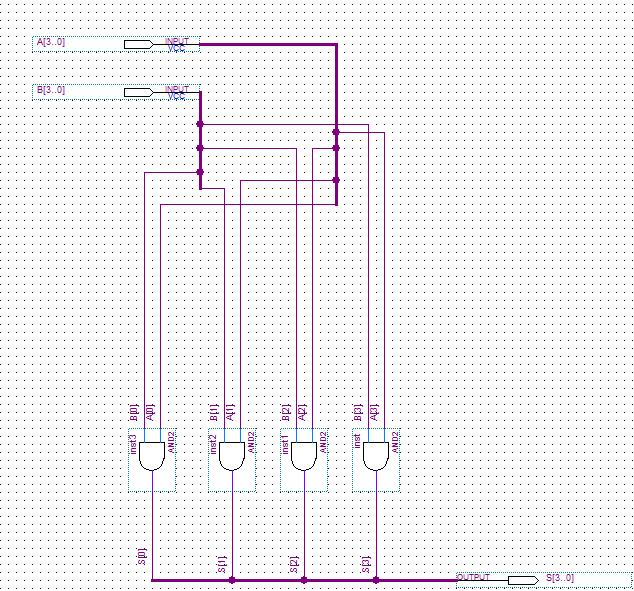 A[3..0]
INPUT
VCC
B[3..0]
INPUT
VCC
B[0]
A[0]
B[1]
A[1]
B[2]
A[2]
B[3]
A[3]
inst3
AND2
inst2
AND2
inst1
AND2
inst
AND2
S[0]
S[1]
S[2]
S[3]
OUTPUT
S[3..0]